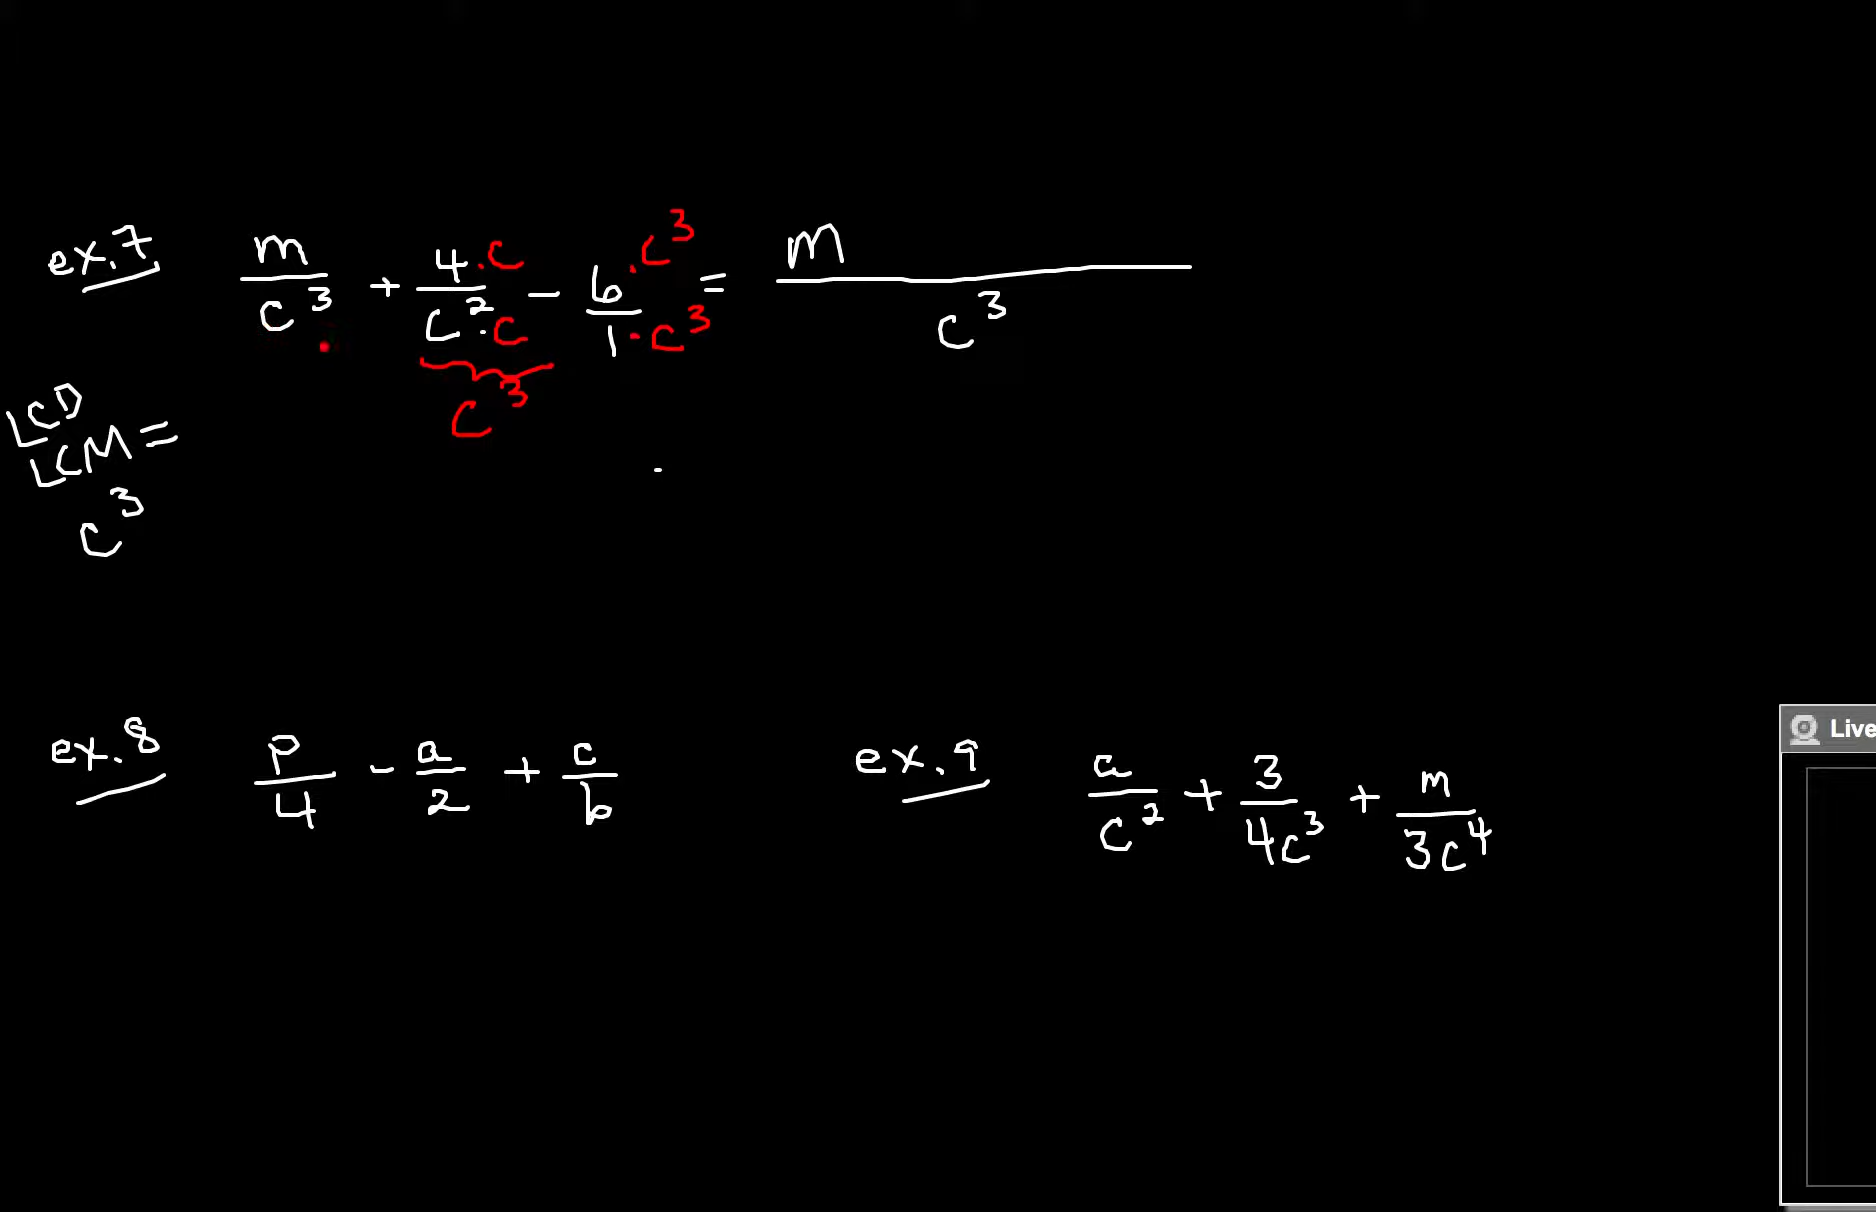 ex.7 m/c³ + 4·c/c²·c - 6·c³/1·c³ = m/c³
c³
LCD
LCM =
c³
ex.8 p/4 - a/2 + c/b
ex.9 a/c² + 3/4c³ + m/3c⁴
Live